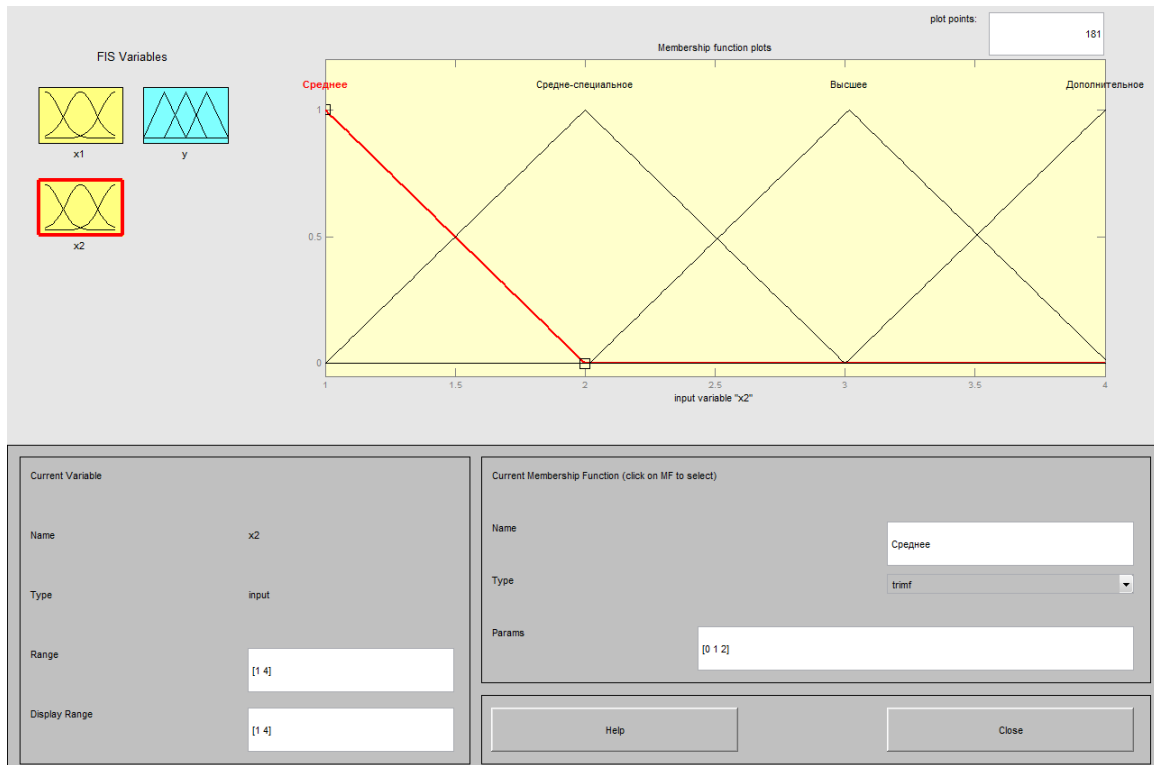 plot points:
181
FIS Variables
Membership function plots
x1
y
x2
Среднее
Средне-специальное
Высшее
Дополнительное
1
0.5
0
1
1.5
2
2.5
3
3.5
4
input variable "x2"
Current Variable
Name
x2
Type
input
Range
[1 4]
Display Range
[1 4]
Current Membership Function (click on MF to select)
Name
Среднее
Type
trimf
Params
[0 1 2]
Help
Close